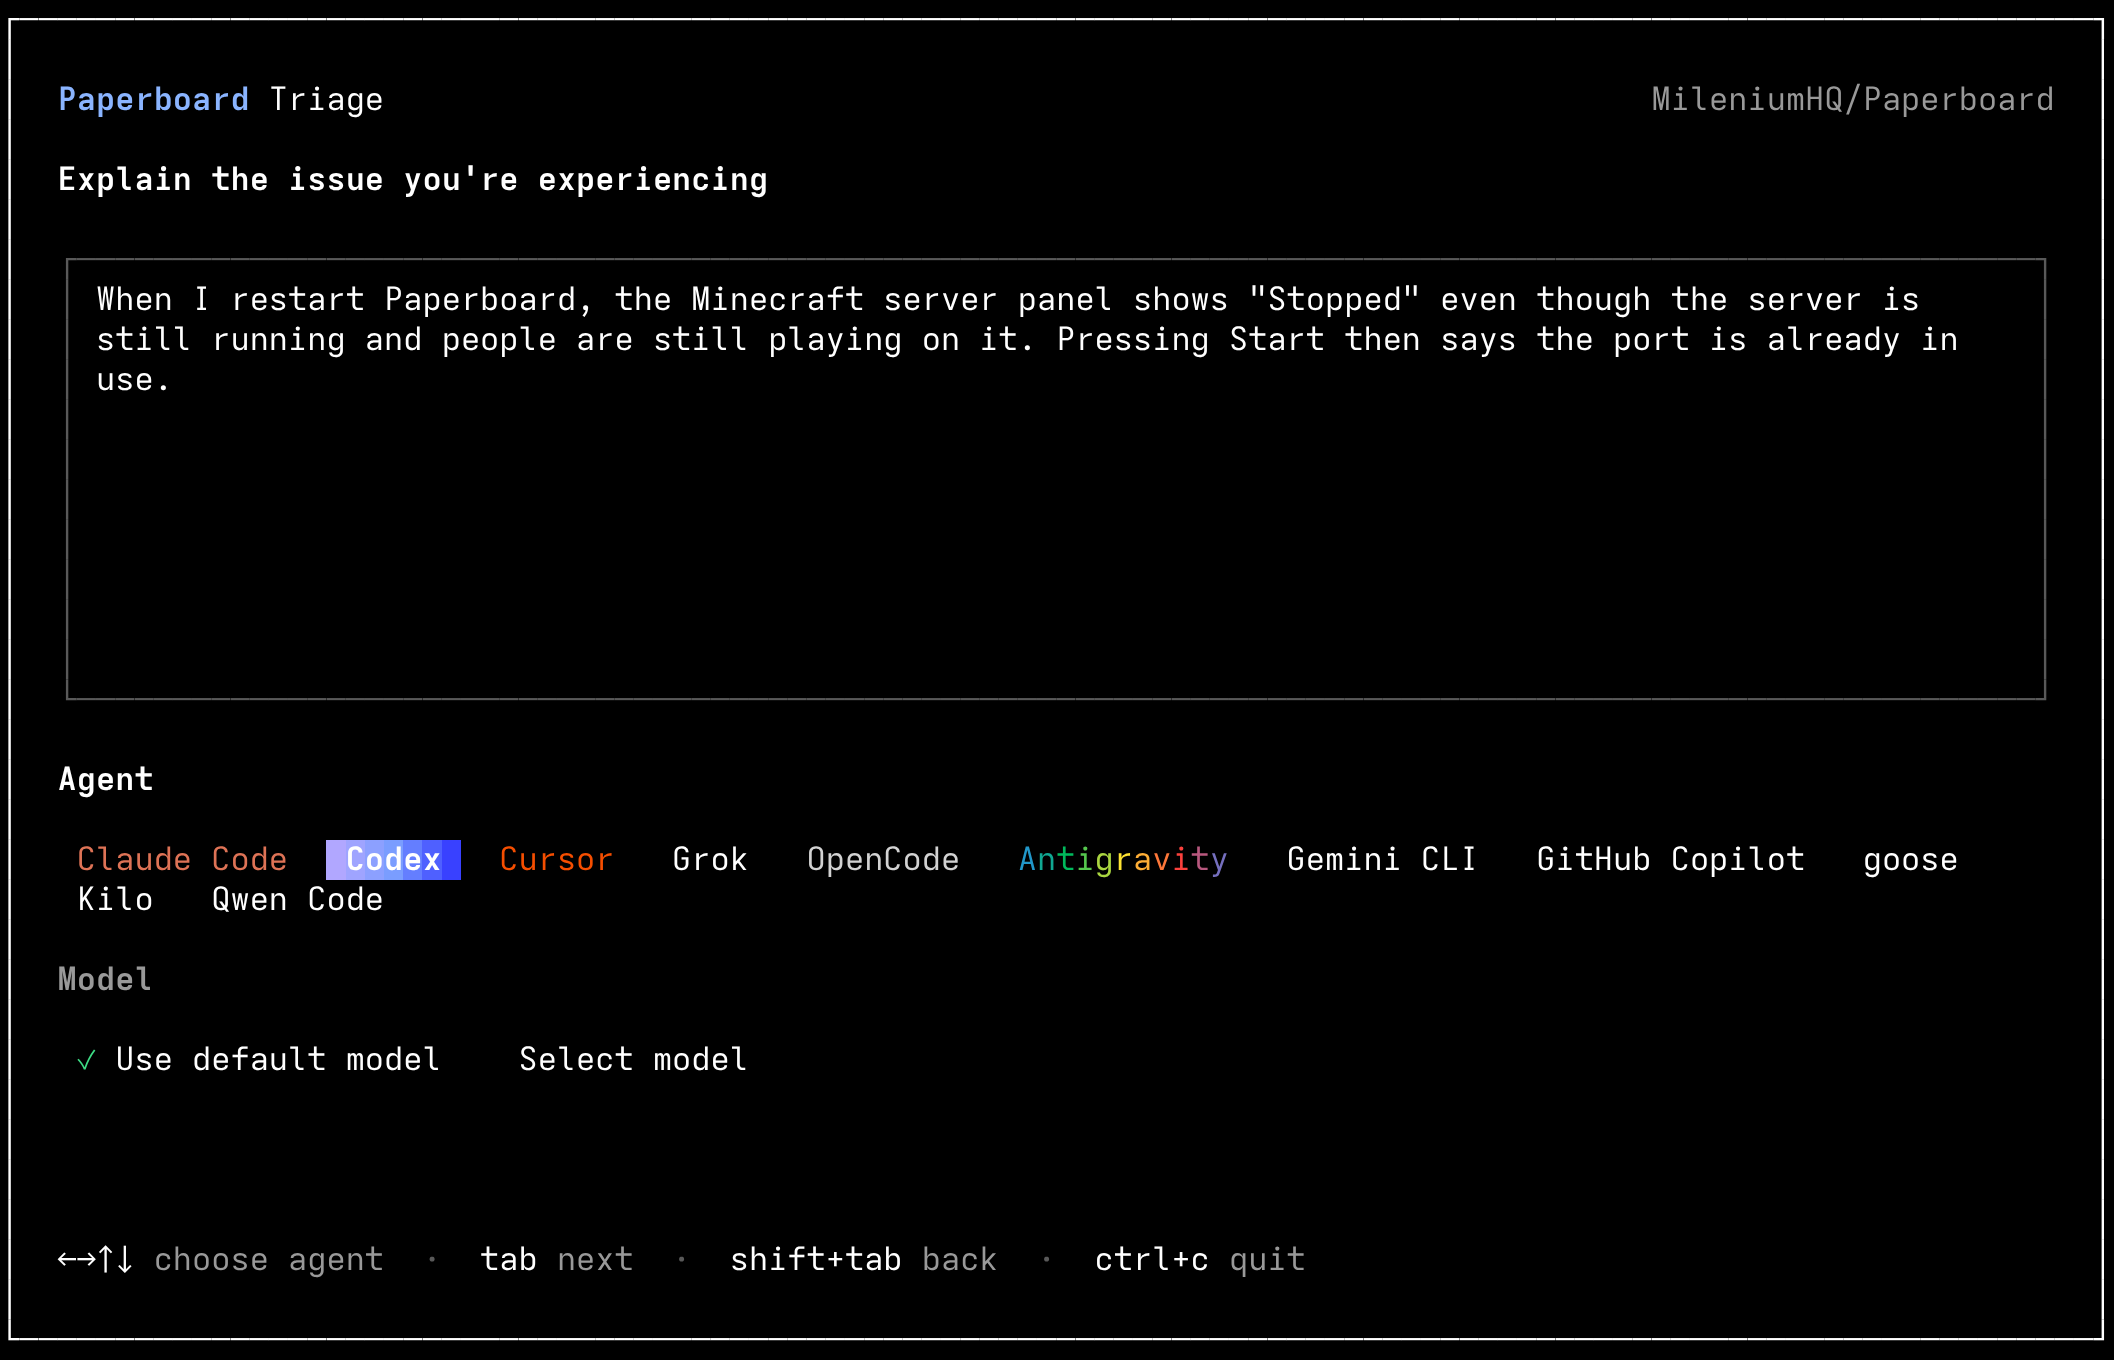 Paperboard Triage MileniumHQ/Paperboard
Explain the issue you're experiencing
When I restart Paperboard, the Minecraft server panel shows "Stopped" even though the server is
still running and people are still playing on it. Pressing Start then says the port is already in
use.
Agent
Claude Code Codex Cursor Grok OpenCode Antigravity Gemini CLI GitHub Copilot goose
Kilo Qwen Code
Model
✓ Use default model Select model
←→↑↓ choose agent · tab next · shift+tab back · ctrl+c quit